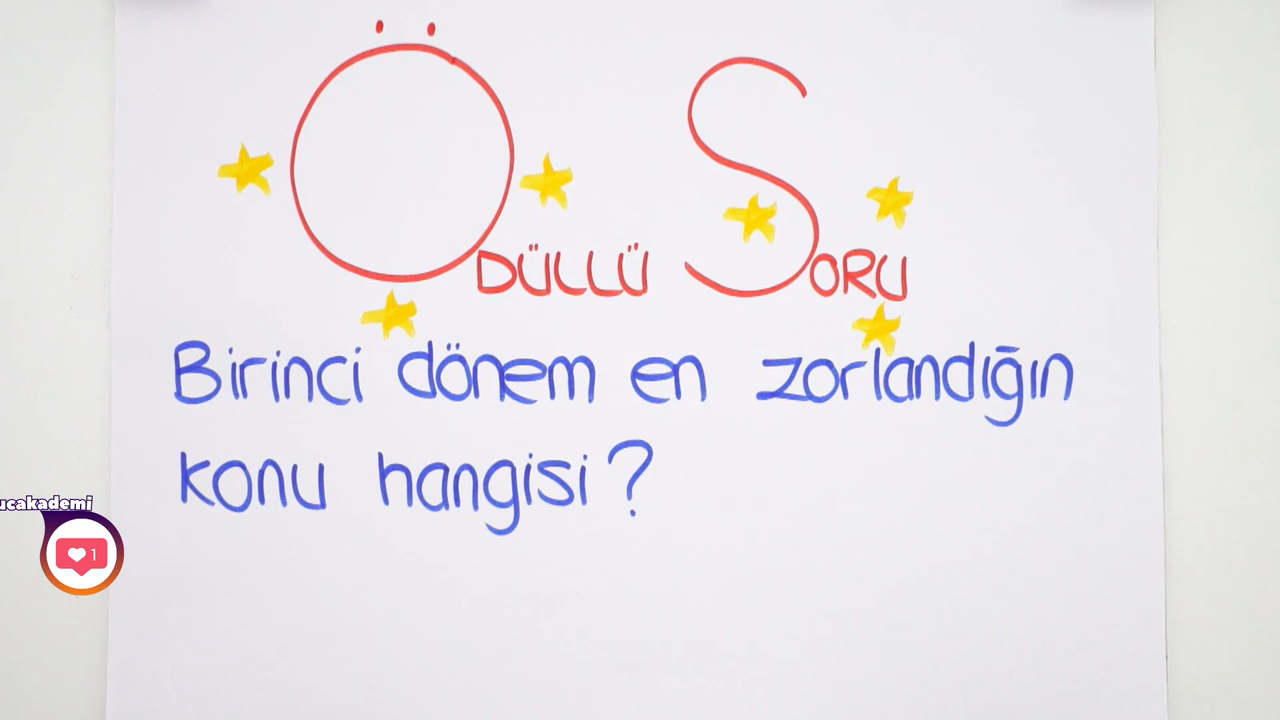 ÖDÜLLÜ SORU
Birinci dönem en zorlandığın
konu hangisi?
ucakademi
1